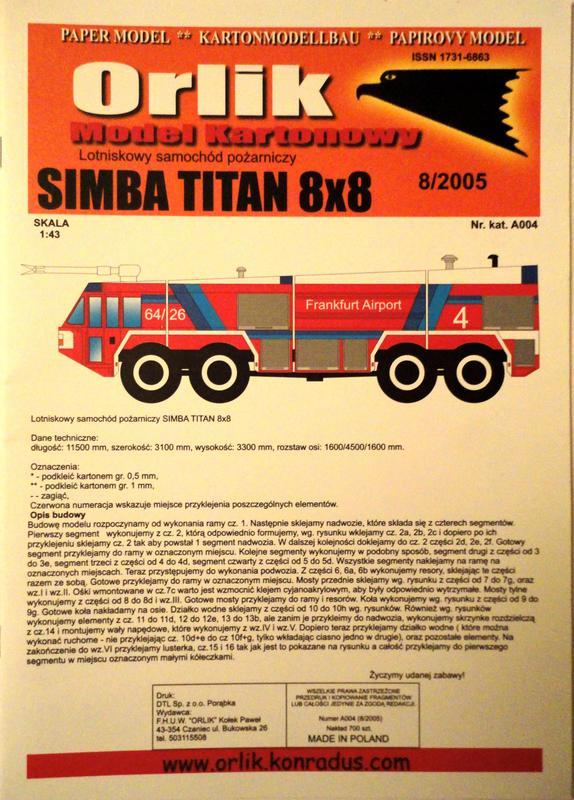 PAPER MODEL ** KARTONMODELLBAU ** PAPIROVY MODEL
ISSN 1731-6863
Orlik
Model Kartonowy
Lotniskowy samochód pożarniczy
SIMBA TITAN 8x8
8/2005
SKALA
1:43
Nr. kat. A004
64/26
Frankfurt Airport
4
Lotniskowy samochód pożarniczy SIMBA TITAN 8x8
Dane techniczne:
długość: 11500 mm, szerokość: 3100 mm, wysokość: 3300 mm, rozstaw osi: 1600/4500/1600 mm.
Oznaczenia:
* - podkleić kartonem gr. 0,5 mm,
** - podkleić kartonem gr. 1 mm,
- - zagiąć,
Czerwona numeracja wskazuje miejsce przyklejenia poszczególnych elementów.
Opis budowy
Budowę modelu rozpoczynamy od wykonania ramy cz. 1. Następnie sklejamy nadwozie, które składa się z czterech segmentów.
Pierwszy segment wykonujemy z cz. 2, którą odpowiednio formujemy, wg. rysunku wklejamy cz. 2a, 2b, 2c i dopiero po ich
przyklejeniu sklejamy cz. 2 tak aby powstał 1 segment nadwozia. W dalszej kolejności doklejamy do cz. 2 części 2d, 2e, 2f. Gotowy
segment przyklejamy do ramy w oznaczonym miejscu. Kolejne segmenty wykonujemy w podobny sposób, segment drugi z części od 3
do 3e, segment trzeci z części od 4 do 4d, segment czwarty z części od 5 do 5d. Wszystkie segmenty naklejamy na ramę na
oznaczonych miejscach. Teraz przystępujemy do wykonania podwozia. Z części 6, 6a, 6b wykonujemy resory, sklejając te części
razem ze sobą. Gotowe przyklejamy do ramy w oznaczonym miejscu. Mosty przednie sklejamy wg. rysunku z części od 7 do 7g, oraz
wz.I i wz.II. Ośki wmontowane w cz.7c warto jest wzmocnić klejem cyjanoakrylowym, aby były odpowiednio wytrzymałe. Mosty tylne
wykonujemy z części od 8 do 8d i wz.III. Gotowe mosty przyklejamy do ramy i resorów. Koła wykonujemy wg. rysunku z części od 9 do
9g. Gotowe koła nakładamy na osie. Działko wodne sklejamy z części od 10 do 10h wg. rysunków. Również wg. rysunków
wykonujemy elementy z cz. 11 do 11d, 12 do 12e, 13 do 13b, ale zanim je przykleimy do nadwozia, wykonujemy skrzynke rozdzielczą
z cz.14 i montujemy wały napędowe, które wykonujemy z wz.IV i wz.V. Dopiero teraz przyklejamy działko wodne ( które można
wykonać ruchome - nie przyklejając cz. 10d+e do cz 10f+g, tylko wkładając ciasno jedno w drugie), oraz pozostałe elementy. Na
zakończenie do wz.VI przyklejamy lusterka, cz.15 i 16 tak jak jest to pokazane na rysunku a całość przyklejamy do pierwszego
segmentu w miejscu oznaczonym małymi kółeczkami.
Życzymy udanej zabawy!
Druk:
DTL Sp. z o.o. Porąbka
Wydawca:
F.H.U.W. "ORLIK" Kołek Paweł
43-354 Czaniec ul. Bukowska 26
tel. 503115508
WSZELKIE PRAWA ZASTRZEŻONE
PRZEDRUK I KOPIOWANIE FRAGMENTÓW
LUB CAŁOŚCI JEDYNIE ZA ZGODĄ REDAKCJI.
Numer A004 (8/2005)
Nakład 700 szt.
MADE IN POLAND
www.orlik.konradus.com